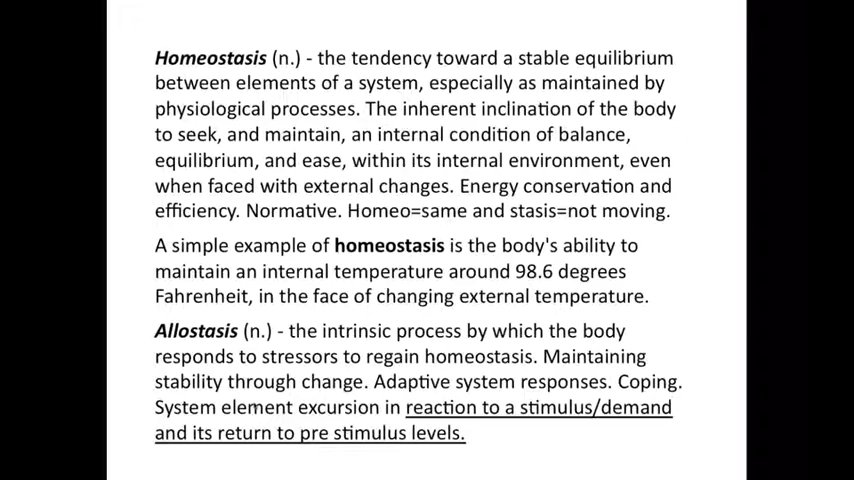 Homeostasis (n.) - the tendency toward a stable equilibrium
between elements of a system, especially as maintained by
physiological processes. The inherent inclination of the body
to seek, and maintain, an internal condition of balance,
equilibrium, and ease, within its internal environment, even
when faced with external changes. Energy conservation and
efficiency. Normative. Homeo=same and stasis=not moving.
A simple example of homeostasis is the body's ability to
maintain an internal temperature around 98.6 degrees
Fahrenheit, in the face of changing external temperature.
Allostasis (n.) - the intrinsic process by which the body
responds to stressors to regain homeostasis. Maintaining
stability through change. Adaptive system responses. Coping.
System element excursion in reaction to a stimulus/demand
and its return to pre stimulus levels.